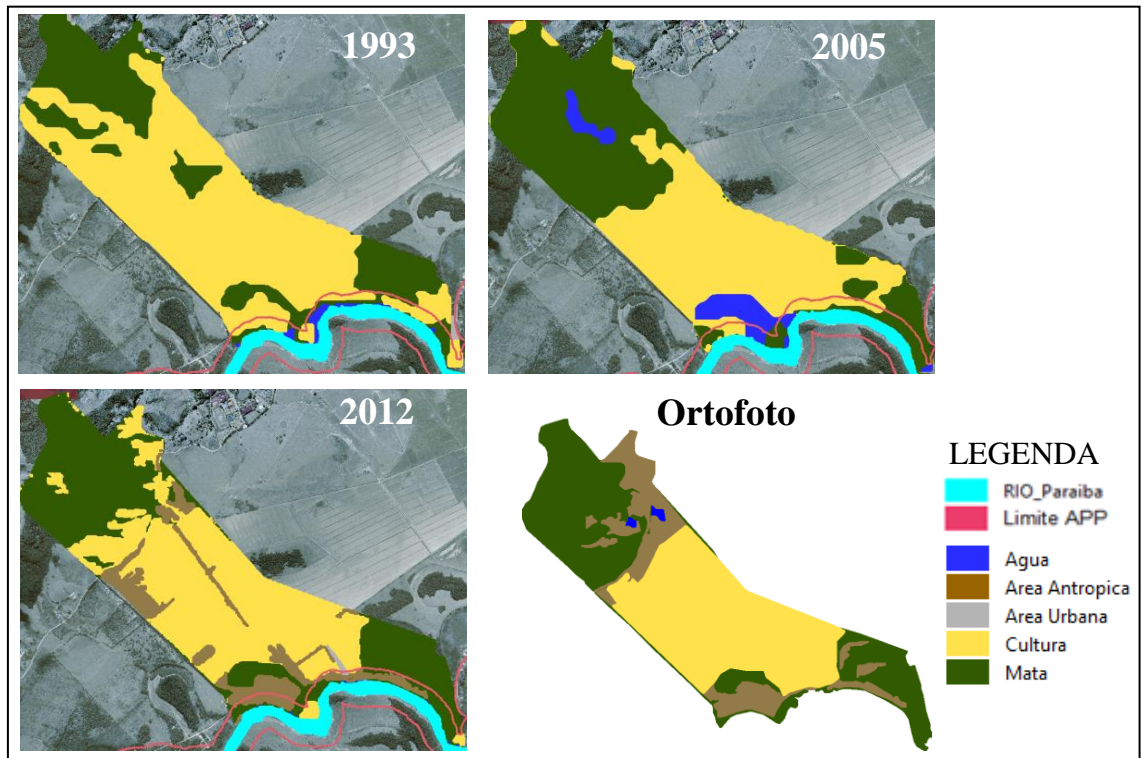 1993
2005
2012
Ortofoto
LEGENDA
RIO_Paraiba
Limite APP
Agua
Area Antropica
Area Urbana
Cultura
Mata